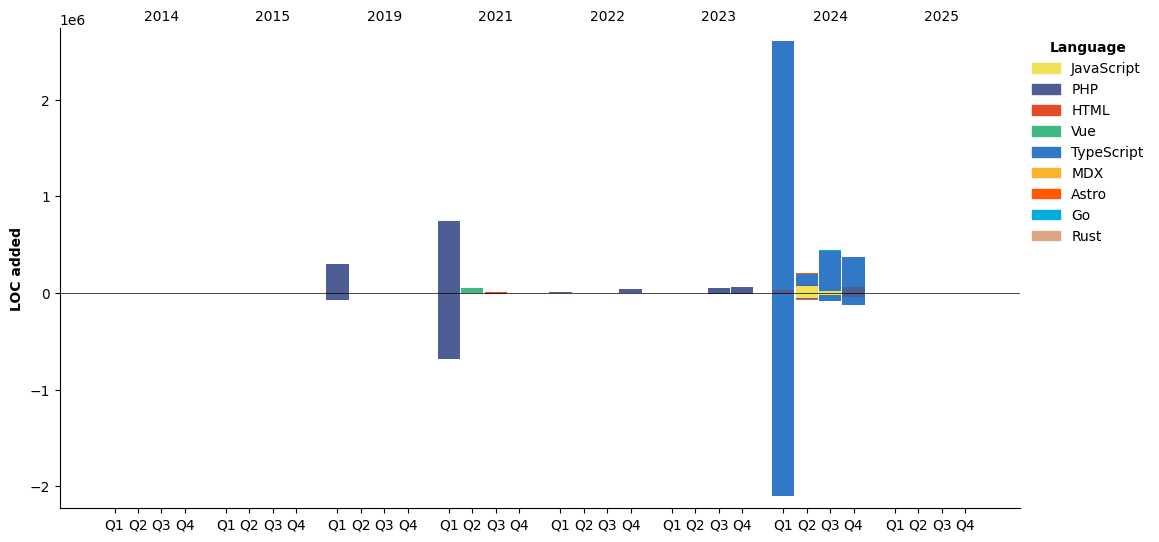 1e6
2014 2015 2019 2021 2022 2023 2024 2025
Language
JavaScript
PHP
HTML
Vue
TypeScript
MDX
Astro
Go
Rust
LOC added
2
1
0
−1
−2
Q1 Q2 Q3 Q4 Q1 Q2 Q3 Q4 Q1 Q2 Q3 Q4 Q1 Q2 Q3 Q4 Q1 Q2 Q3 Q4 Q1 Q2 Q3 Q4 Q1 Q2 Q3 Q4 Q1 Q2 Q3 Q4